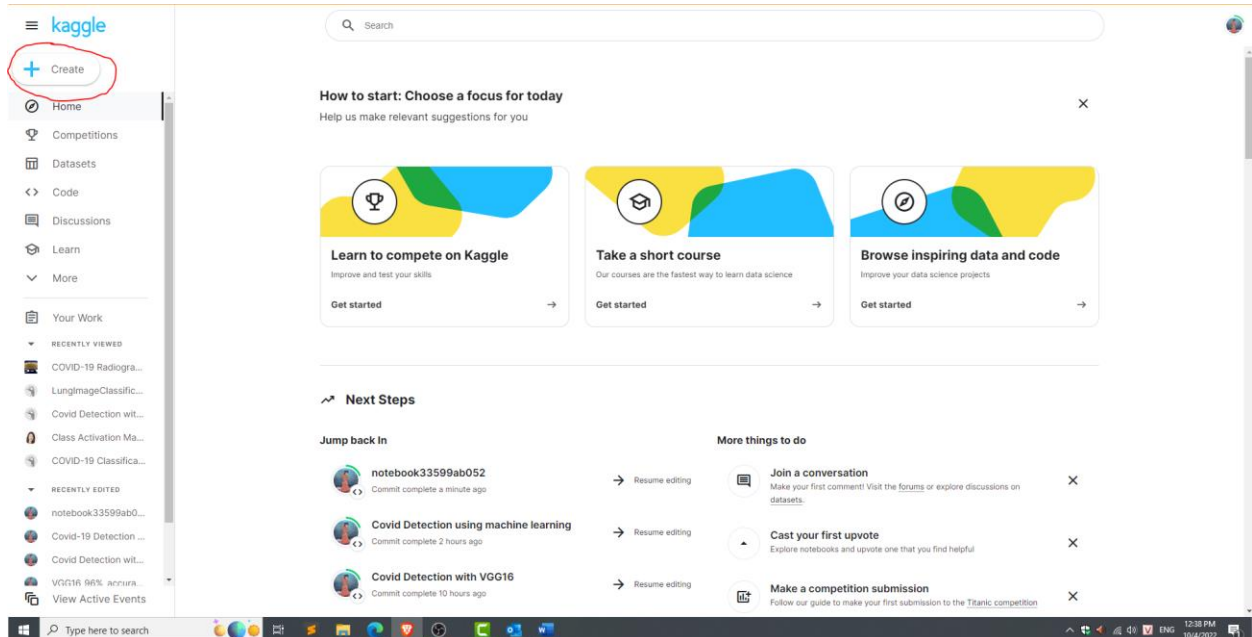 kaggle
Search
Create
Home
Competitions
Datasets
Code
Discussions
Learn
More
Your Work
RECENTLY VIEWED
COVID-19 Radiogra...
LungImageClassific...
Covid Detection wit...
Class Activation Ma...
COVID-19 Classifica...
RECENTLY EDITED
notebook33599ab0...
Covid-19 Detection ...
Covid Detection wit...
VGG16 96% accura...
View Active Events
How to start: Choose a focus for today
Help us make relevant suggestions for you
Learn to compete on Kaggle
Improve and test your skills
Get started
Take a short course
Our courses are the fastest way to learn data science
Get started
Browse inspiring data and code
Improve your data science projects
Get started
Next Steps
Jump back In
notebook33599ab052
Commit complete a minute ago
Resume editing
Covid Detection using machine learning
Commit complete 2 hours ago
Resume editing
Covid Detection with VGG16
Commit complete 10 hours ago
Resume editing
More things to do
Join a conversation
Make your first comment! Visit the forums or explore discussions on
datasets.
Cast your first upvote
Explore notebooks and upvote one that you find helpful
Make a competition submission
Follow our guide to make your first submission to the Titanic competition
Type here to search
ENG
12:38 PM
10/4/2022